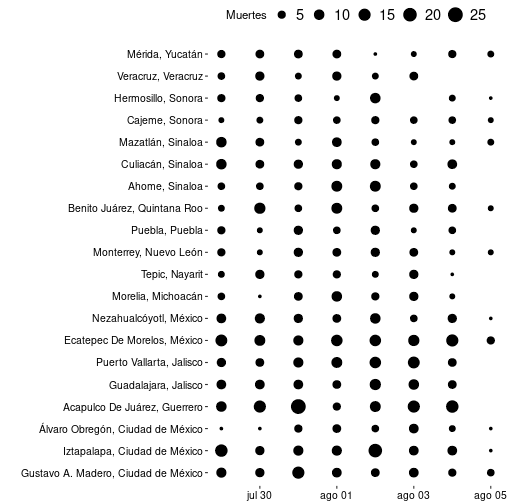 Muertes 5 10 15 20 25
Mérida, Yucatán
Veracruz, Veracruz
Hermosillo, Sonora
Cajeme, Sonora
Mazatlán, Sinaloa
Culiacán, Sinaloa
Ahome, Sinaloa
Benito Juárez, Quintana Roo
Puebla, Puebla
Monterrey, Nuevo León
Tepic, Nayarit
Morelia, Michoacán
Nezahualcóyotl, México
Ecatepec De Morelos, México
Puerto Vallarta, Jalisco
Guadalajara, Jalisco
Acapulco De Juárez, Guerrero
Álvaro Obregón, Ciudad de México
Iztapalapa, Ciudad de México
Gustavo A. Madero, Ciudad de México
jul 30 ago 01 ago 03 ago 05